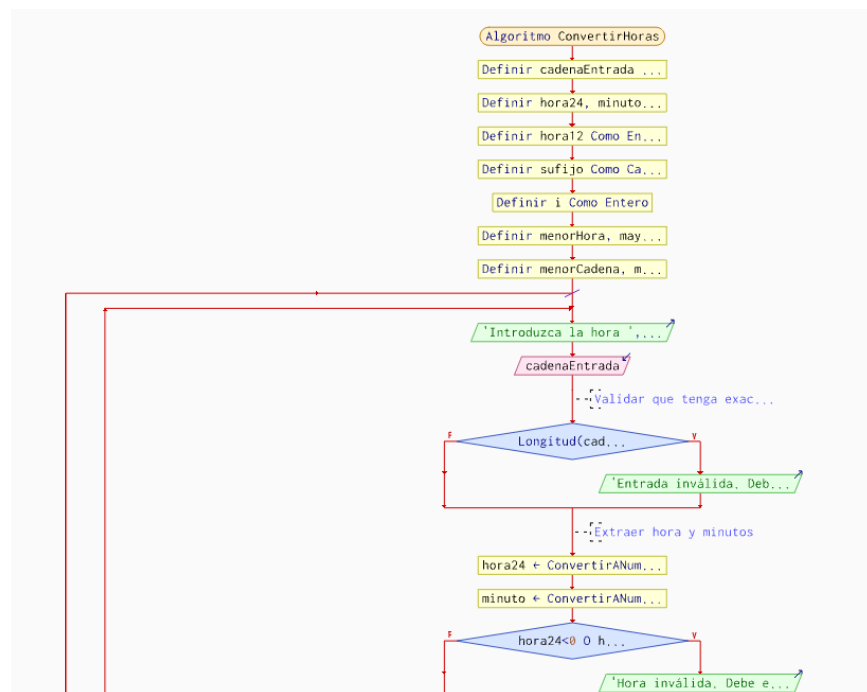 Algoritmo ConvertirHoras
Definir cadenaEntrada ...
Definir hora24, minuto...
Definir hora12 Como En...
Definir sufijo Como Ca...
Definir i Como Entero
Definir menorHora, may...
Definir menorCadena, m...
'Introduzca la hora ',...
cadenaEntrada
Validar que tenga exac...
F
Longitud(cad...
V
'Entrada inválida. Deb...
Extraer hora y minutos
hora24 ← ConvertirANum...
minuto ← ConvertirANum...
F
hora24<0 O h...
V
'Hora inválida. Debe e...